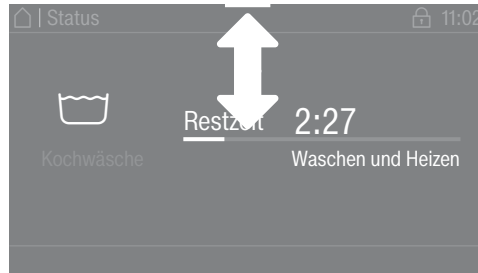 | Status 11:02
Restzeit 2:27
Kochwäsche Waschen und Heizen